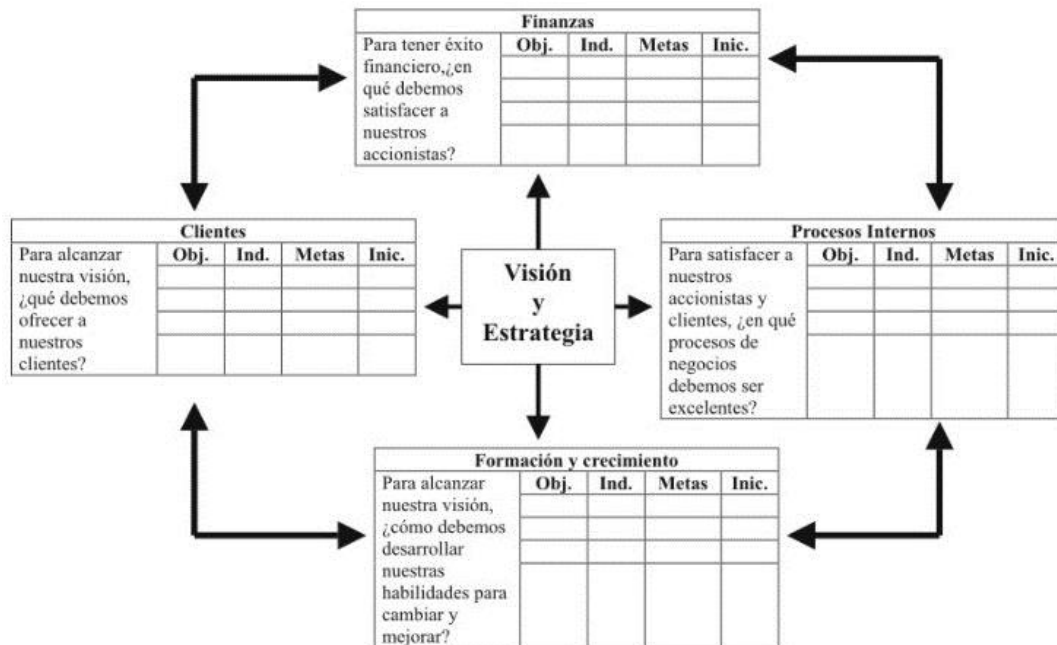 Finanzas
Para tener éxito
financiero,¿en
qué debemos
satisfacer a
nuestros
accionistas?
Obj. Ind. Metas Inic.
Clientes
Para alcanzar
nuestra visión,
¿qué debemos
ofrecer a
nuestros
clientes?
Obj. Ind. Metas Inic.
Visión
y
Estrategia
Procesos Internos
Para satisfacer a
nuestros
accionistas y
clientes, ¿en qué
procesos de
negocios
debemos ser
excelentes?
Obj. Ind. Metas Inic.
Formación y crecimiento
Para alcanzar
nuestra visión,
¿cómo debemos
desarrollar
nuestras
habilidades para
cambiar y
mejorar?
Obj. Ind. Metas Inic.